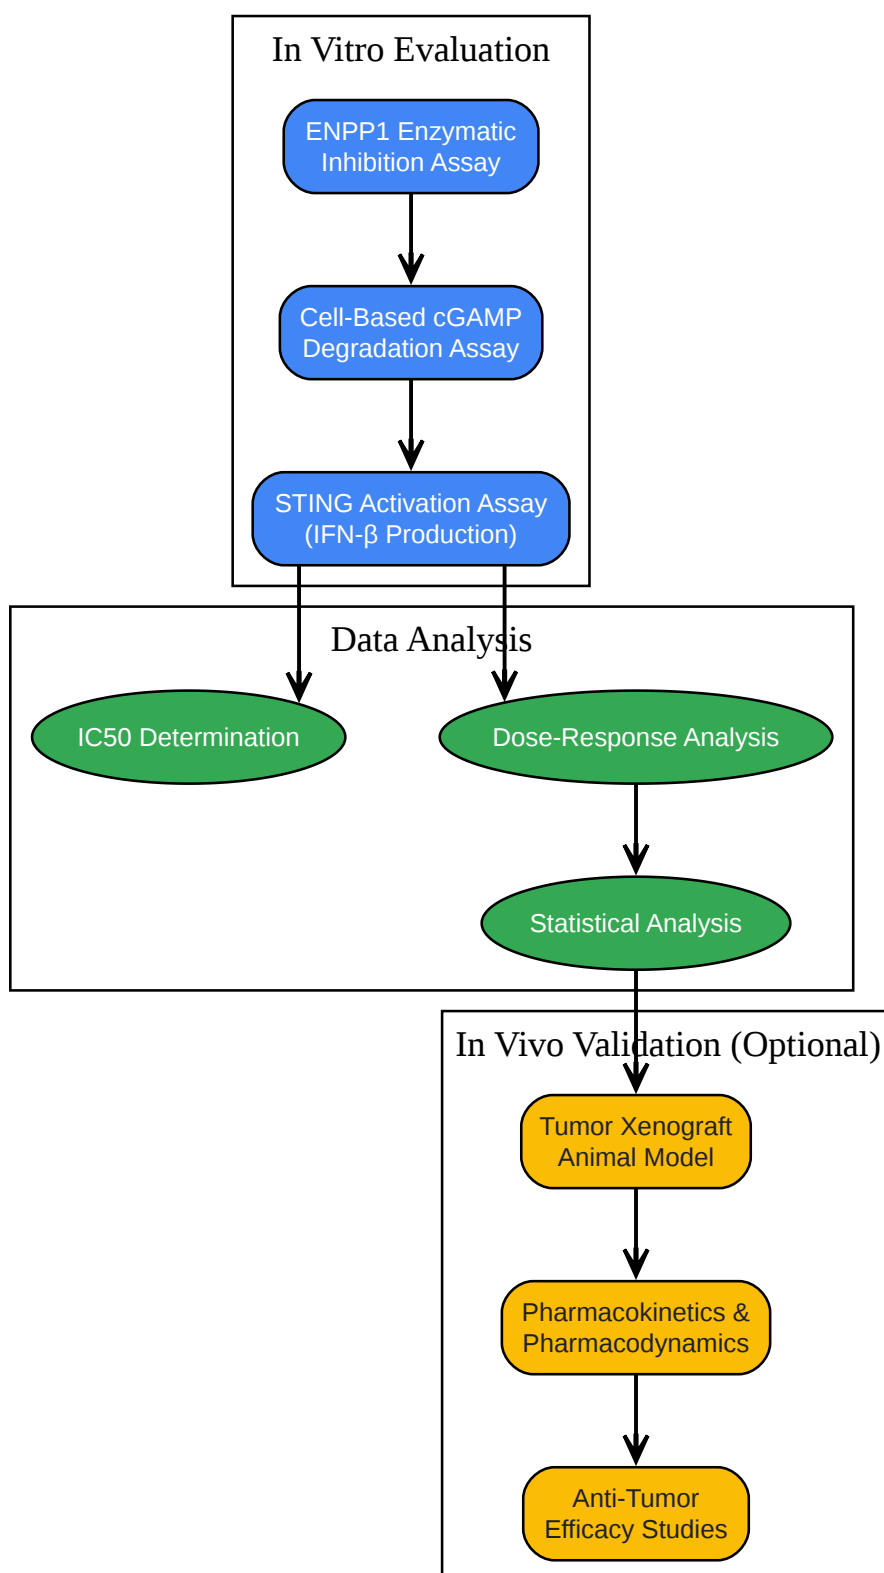 In Vitro Evaluation
ENPP1 Enzymatic
Inhibition Assay
Cell-Based cGAMP
Degradation Assay
STING Activation Assay
(IFN-β Production)
Data Analysis
IC50 Determination
Dose-Response Analysis
Statistical Analysis
In Vivo Validation (Optional)
Tumor Xenograft
Animal Model
Pharmacokinetics &
Pharmacodynamics
Anti-Tumor
Efficacy Studies